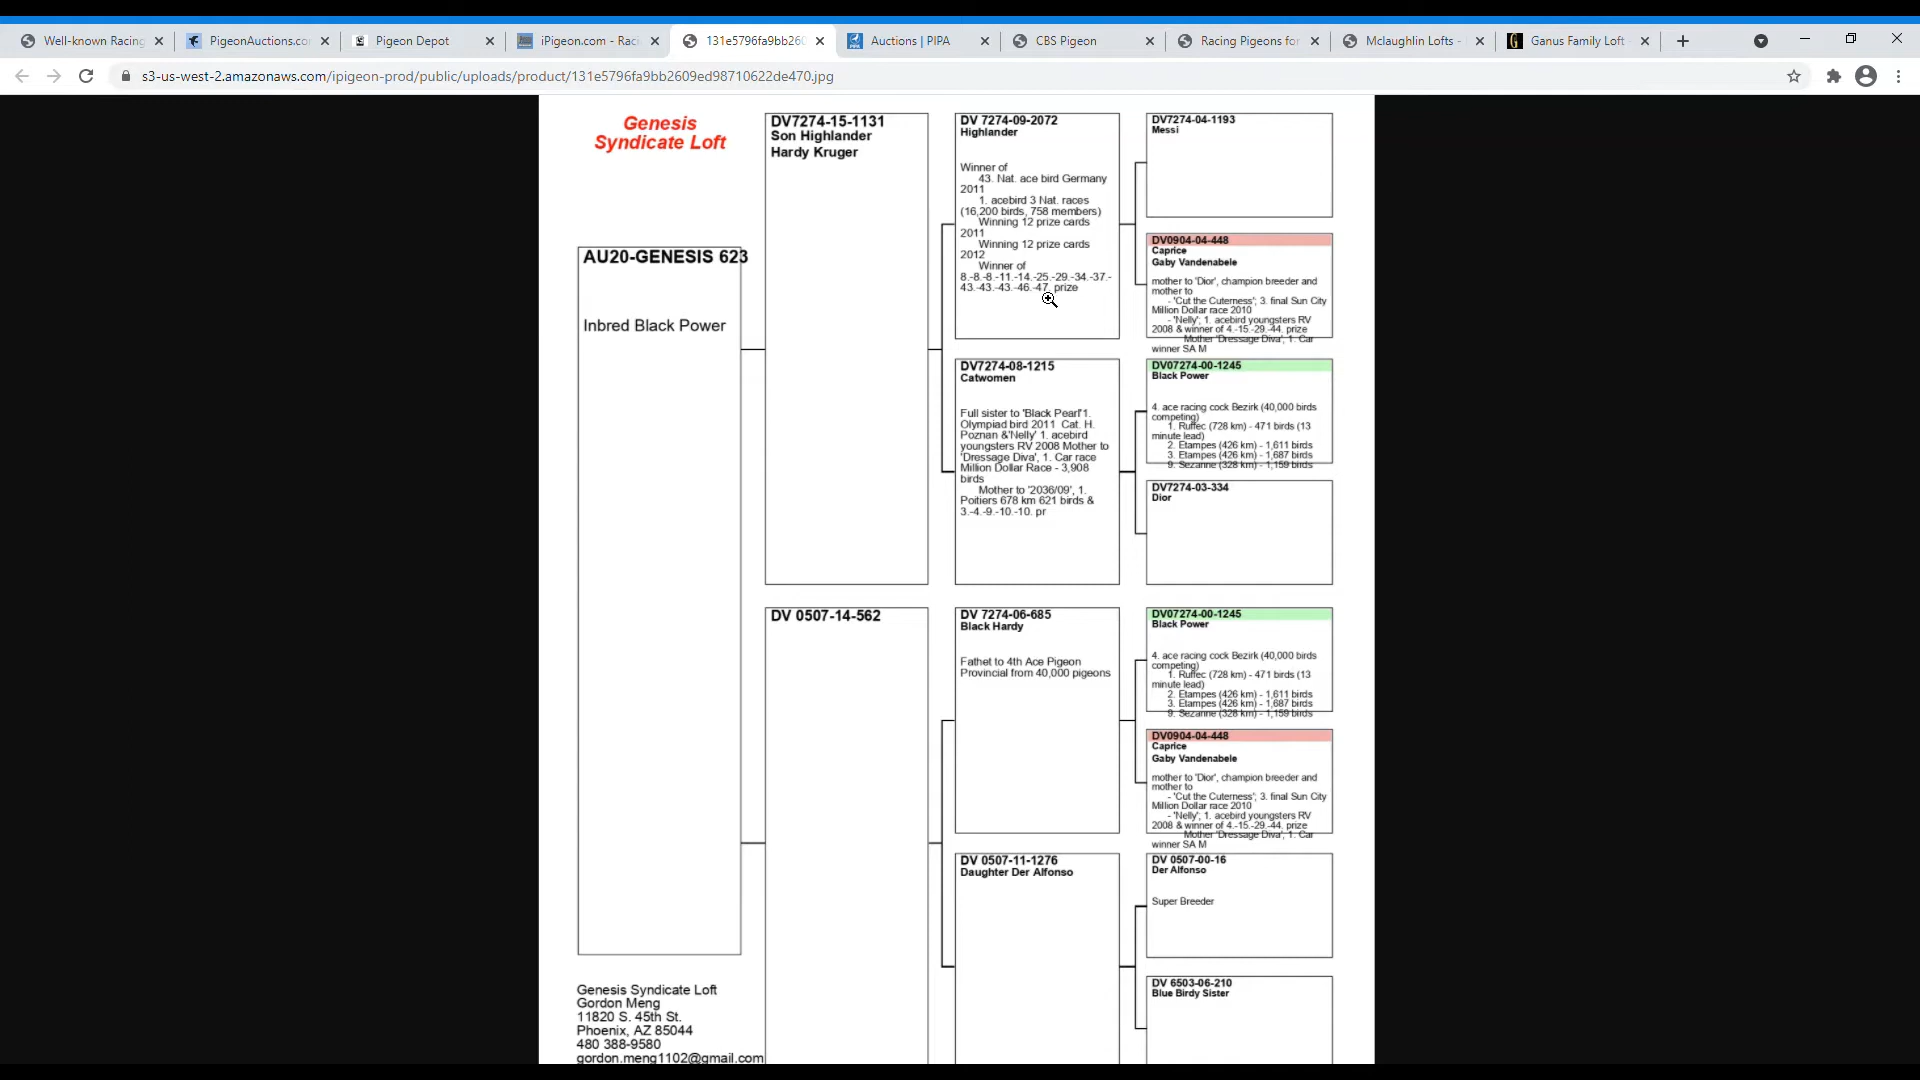 Well-known Racing
PigeonAuctions.co
Pigeon Depot
iPigeon.com - Raci
131e5796fa9bb260
Auctions | PIPA
CBS Pigeon
Racing Pigeons for
Mclaughlin Lofts -
Ganus Family Loft
s3-us-west-2.amazonaws.com/ipigeon-prod/public/uploads/product/131e5796fa9bb2609ed98710622de470.jpg
Genesis
Syndicate Loft
AU20-GENESIS 623
Inbred Black Power
Genesis Syndicate Loft
Gordon Meng
11820 S. 45th St.
Phoenix, AZ 85044
480 388-9580
gordon.meng1102@gmail.com
DV7274-15-1131
Son Highlander
Hardy Kruger
DV 0507-14-562
DV 7274-09-2072
Highlander
Winner of
43. Nat. ace bird Germany
2011
1. acebird 3 Nat. races
(16,200 birds, 758 members)
Winning 12 prize cards
2011
Winning 12 prize cards
2012
Winner of
8.-8.-8.-11.-14.-25.-29.-34.-37.-
43.-43.-43.-46.-47. prize
DV7274-08-1215
Catwomen
Full sister to 'Black Pearl'1.
Olympiad bird 2011 Cat. H.
Poznan &'Nelly' 1. acebird
youngsters RV 2008 Mother to
'Dressage Diva', 1. Car race
Million Dollar Race - 3,908
birds
Mother to '2036/09', 1.
Poitiers 678 km 621 birds &
3.-4.-9.-10.-10. pr
DV 7274-06-685
Black Hardy
Fathet to 4th Ace Pigeon
Provincial from 40,000 pigeons
DV 0507-11-1276
Daughter Der Alfonso
DV7274-04-1193
Messi
DV0904-04-448
Caprice
Gaby Vandenabele
mother to 'Dior', champion breeder and
mother to
- 'Cut the Cuterness'; 3. final Sun City
Million Dollar race 2010
- 'Nelly'; 1. acebird youngsters RV
2008 & winner of 4.-15.-29.-44. prize
Mother 'Dressage Diva', 1. Car
winner SA M
DV07274-00-1245
Black Power
4. ace racing cock Bezirk (40,000 birds
competing)
1. Ruffec (728 km) - 471 birds (13
minute lead)
2. Etampes (426 km) - 1,611 birds
3. Etampes (426 km) - 1,687 birds
9. Sezanne (328 km) - 1,159 birds
DV7274-03-334
Dior
DV07274-00-1245
Black Power
4. ace racing cock Bezirk (40,000 birds
competing)
1. Ruffec (728 km) - 471 birds (13
minute lead)
2. Etampes (426 km) - 1,611 birds
3. Etampes (426 km) - 1,687 birds
9. Sezanne (328 km) - 1,159 birds
DV0904-04-448
Caprice
Gaby Vandenabele
mother to 'Dior', champion breeder and
mother to
- 'Cut the Cuterness'; 3. final Sun City
Million Dollar race 2010
- 'Nelly'; 1. acebird youngsters RV
2008 & winner of 4.-15.-29.-44. prize
Mother 'Dressage Diva', 1. Car
winner SA M
DV 0507-00-16
Der Alfonso
Super Breeder
DV 6503-06-210
Blue Birdy Sister